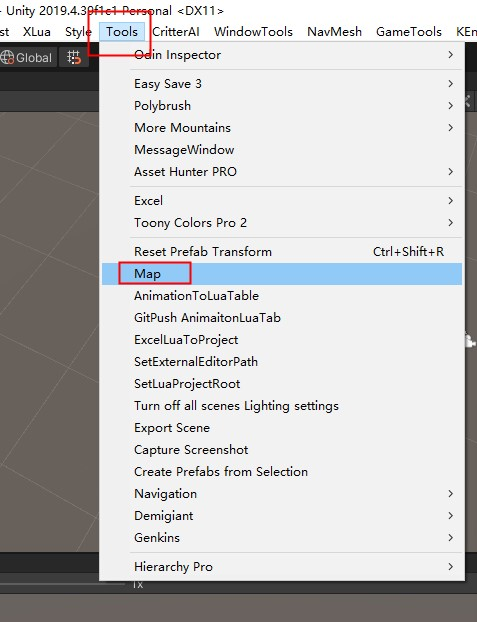 - Unity 2019.4.39f1c1 Personal <DX11>
st XLua Style Tools CritterAI WindowTools NavMesh GameTools KEn
Global
Odin Inspector
Easy Save 3
Polybrush
More Mountains
MessageWindow
Asset Hunter PRO
Excel
Toony Colors Pro 2
Reset Prefab Transform Ctrl+Shift+R
Map
AnimationToLuaTable
GitPush AnimaitonLuaTab
ExcelLuaToProject
SetExternalEditorPath
SetLuaProjectRoot
Turn off all scenes Lighting settings
Export Scene
Capture Screenshot
Create Prefabs from Selection
Navigation
Demigiant
Genkins
Hierarchy Pro
1x